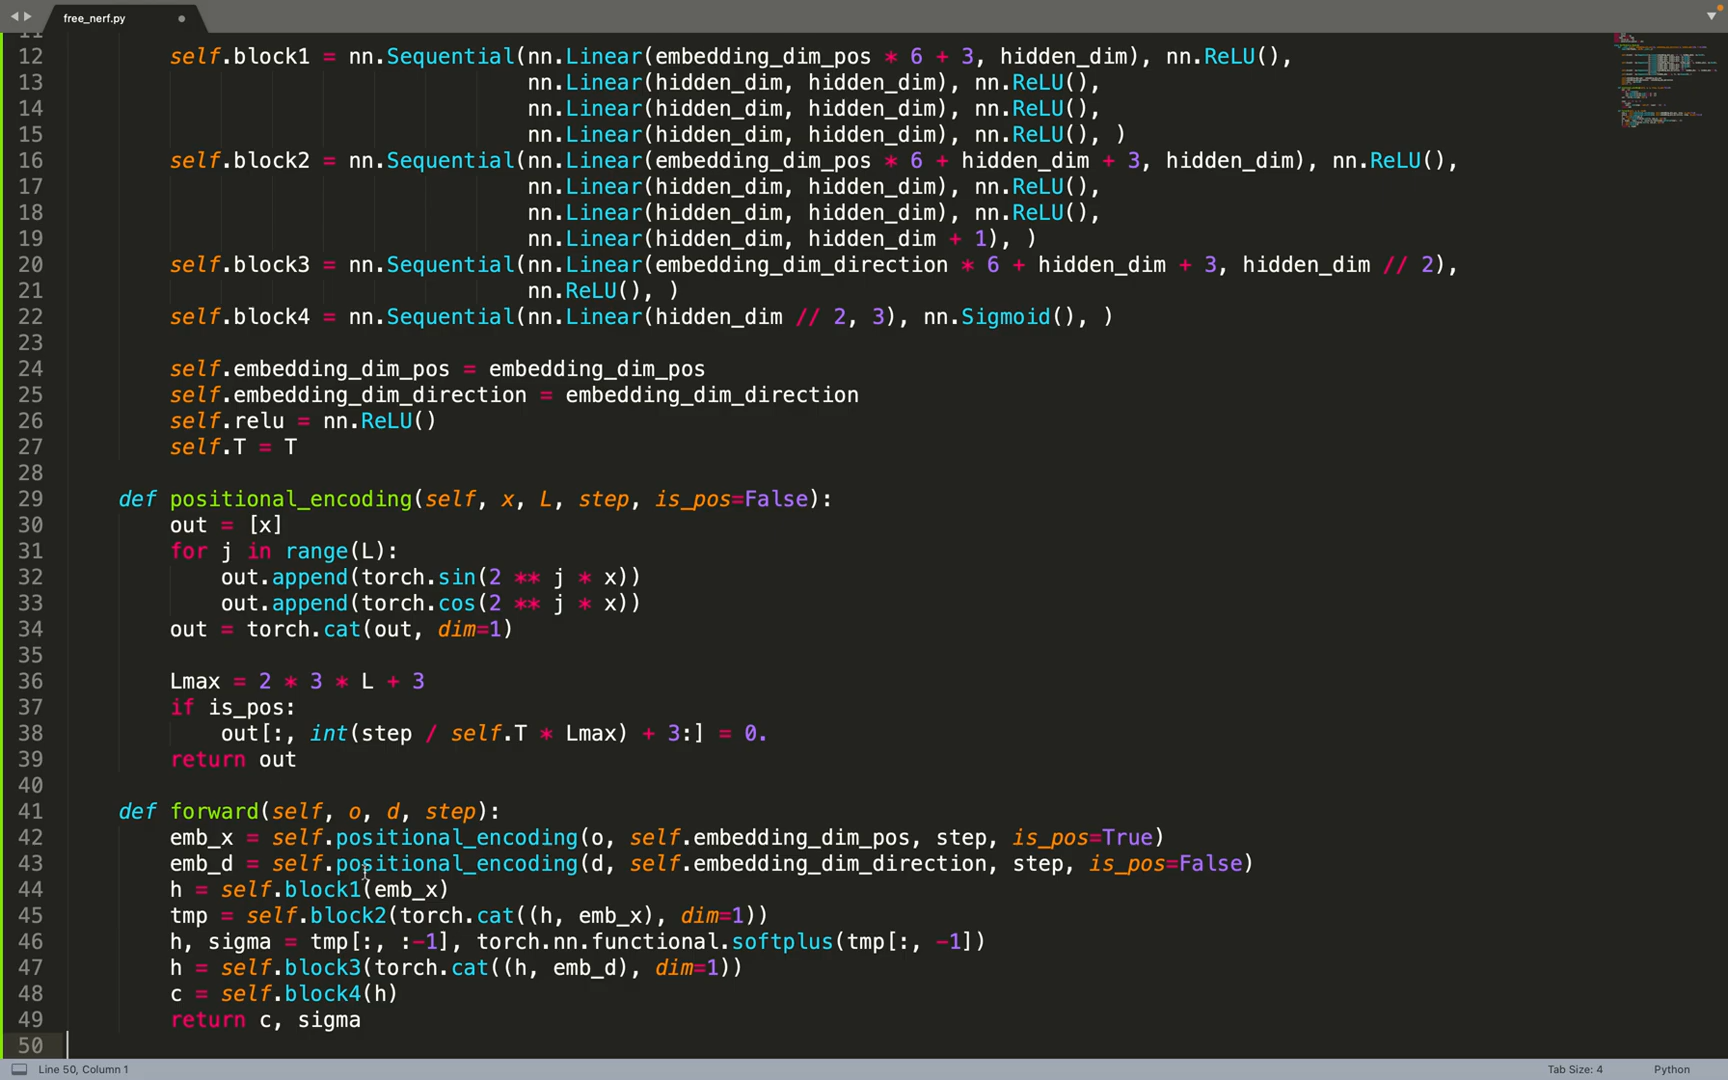 free_nerf.py
11
12 self.block1 = nn.Sequential(nn.Linear(embedding_dim_pos * 6 + 3, hidden_dim), nn.ReLU(),
13 nn.Linear(hidden_dim, hidden_dim), nn.ReLU(),
14 nn.Linear(hidden_dim, hidden_dim), nn.ReLU(),
15 nn.Linear(hidden_dim, hidden_dim), nn.ReLU(), )
16 self.block2 = nn.Sequential(nn.Linear(embedding_dim_pos * 6 + hidden_dim + 3, hidden_dim), nn.ReLU(),
17 nn.Linear(hidden_dim, hidden_dim), nn.ReLU(),
18 nn.Linear(hidden_dim, hidden_dim), nn.ReLU(),
19 nn.Linear(hidden_dim, hidden_dim + 1), )
20 self.block3 = nn.Sequential(nn.Linear(embedding_dim_direction * 6 + hidden_dim + 3, hidden_dim // 2),
21 nn.ReLU(), )
22 self.block4 = nn.Sequential(nn.Linear(hidden_dim // 2, 3), nn.Sigmoid(), )
23
24 self.embedding_dim_pos = embedding_dim_pos
25 self.embedding_dim_direction = embedding_dim_direction
26 self.relu = nn.ReLU()
27 self.T = T
28
29 def positional_encoding(self, x, L, step, is_pos=False):
30 out = [x]
31 for j in range(L):
32 out.append(torch.sin(2 ** j * x))
33 out.append(torch.cos(2 ** j * x))
34 out = torch.cat(out, dim=1)
35
36 Lmax = 2 * 3 * L + 3
37 if is_pos:
38 out[:, int(step / self.T * Lmax) + 3:] = 0.
39 return out
40
41 def forward(self, o, d, step):
42 emb_x = self.positional_encoding(o, self.embedding_dim_pos, step, is_pos=True)
43 emb_d = self.positional_encoding(d, self.embedding_dim_direction, step, is_pos=False)
44 h = self.block1(emb_x)
45 tmp = self.block2(torch.cat((h, emb_x), dim=1))
46 h, sigma = tmp[:, :-1], torch.nn.functional.softplus(tmp[:, -1])
47 h = self.block3(torch.cat((h, emb_d), dim=1))
48 c = self.block4(h)
49 return c, sigma
50
Line 50, Column 1
Tab Size: 4
Python